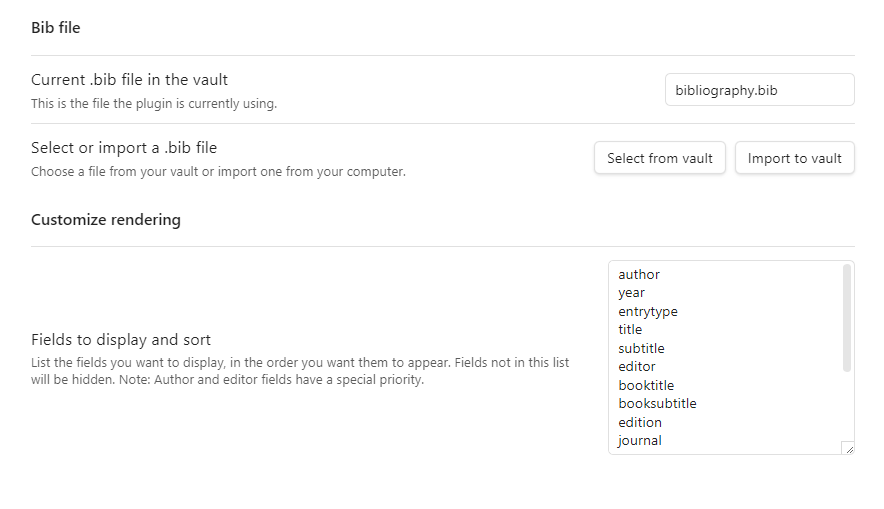 Bib file
Current .bib file in the vault
This is the file the plugin is currently using.
bibliography.bib
Select or import a .bib file
Choose a file from your vault or import one from your computer.
Select from vault
Import to vault
Customize rendering
Fields to display and sort
List the fields you want to display, in the order you want them to appear. Fields not in this list
will be hidden. Note: Author and editor fields have a special priority.
author
year
entrytype
title
subtitle
editor
booktitle
booksubtitle
edition
journal